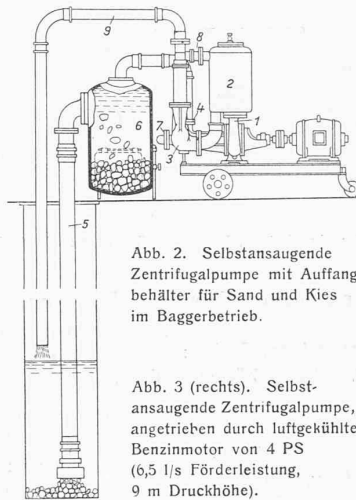 9
8
2
6
4
1
7
3
5
Abb. 2. Selbstansaugende
Zentrifugalpumpe mit Auffang
behälter für Sand und Kies
im Baggerbetrieb.
Abb. 3 (rechts). Selbst-
ansaugende Zentrifugalpumpe,
angetrieben durch luftgekühlte
Benzinmotor von 4 PS
(6,5 l/s Förderleistung,
9 m Druckhöhe).